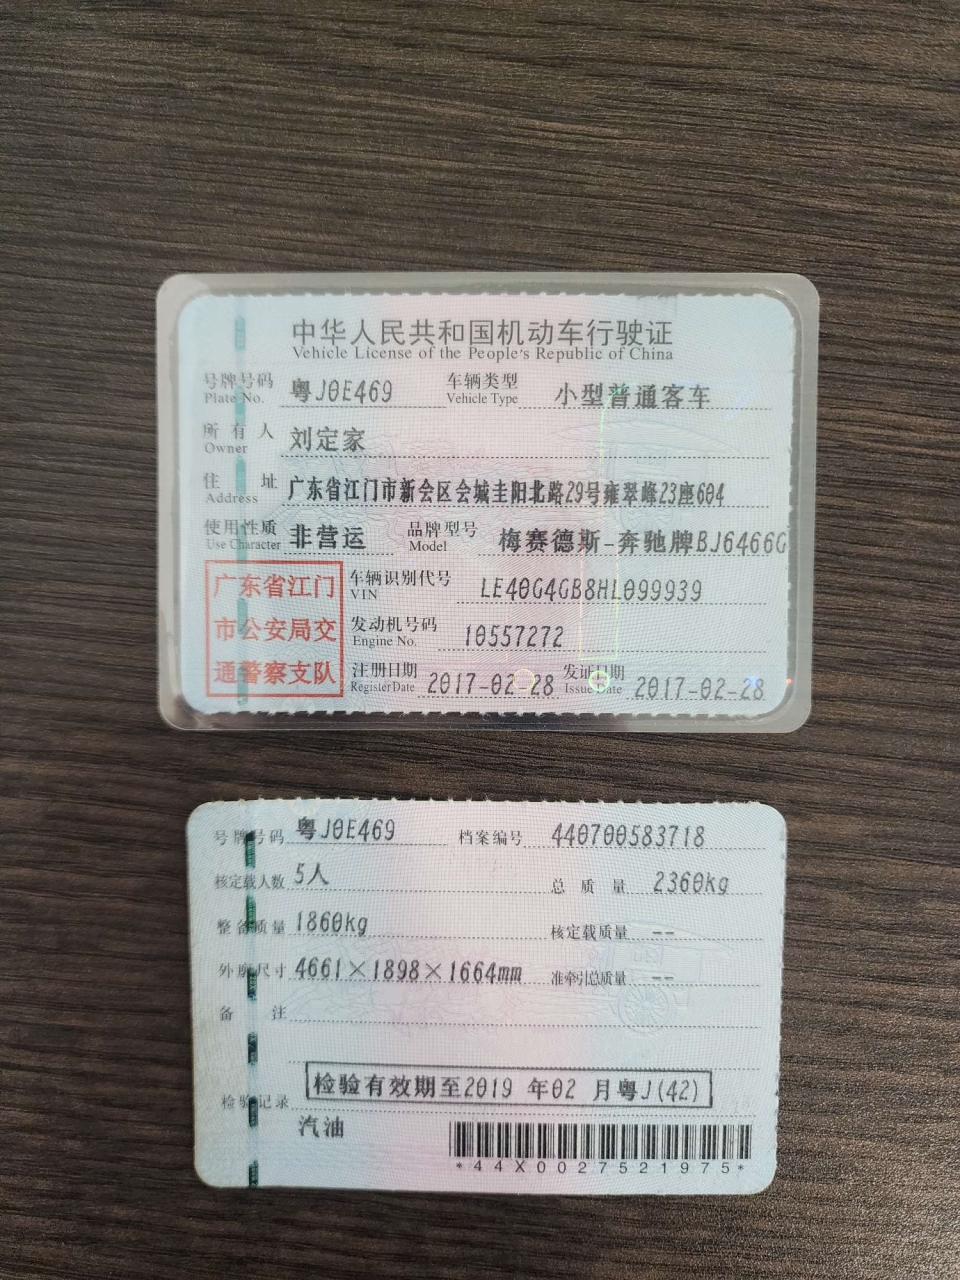 中华人民共和国机动车行驶证
Vehicle License of the People's Republic of China
号牌号码 粤J0E469 车辆类型 小型普通客车
Plate No. Vehicle Type
所有人 刘定家
Owner
住址 广东省江门市新会区会城圭阳北路29号雍翠峰23座604
Address
使用性质 非营运 品牌型号 梅赛德斯-奔驰牌BJ6466G
Use Character Model
广东省江门
市公安局交
通警察支队
车辆识别代号 LE40G4GB8HL099939
VIN
发动机号码 10557272
Engine No.
注册日期 2017-02-28 发证日期 2017-02-28
Register Date Issue Date
号牌号码 粤J0E469 档案编号 440700583718
核定载人数 5人 总质量 2360kg
整备质量 1860kg 核定载质量 --
外廓尺寸 4661×1898×1664mm 准牵引总质量 --
备注
检验记录 检验有效期至2019 年02 月粤J(42)
汽油
*44X0027521975*